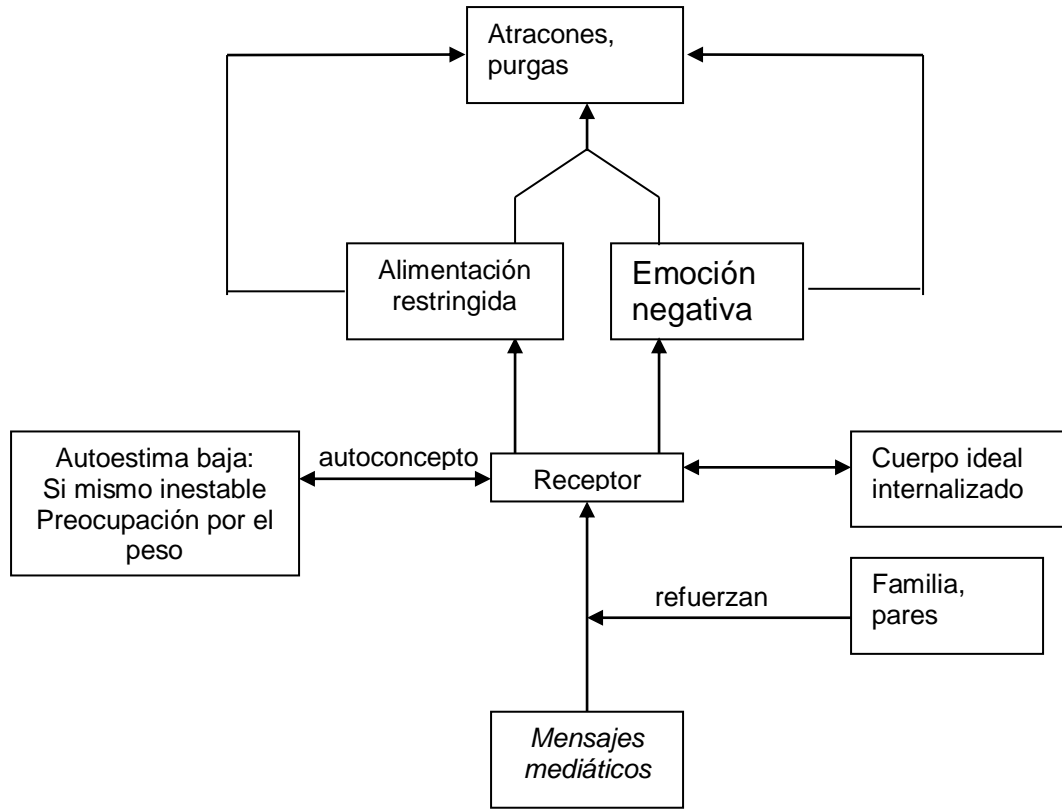 Atracones,
purgas
Alimentación
restringida
Emoción
negativa
Autoestima baja:
Si mismo inestable
Preocupación por el
peso
autoconcepto
Receptor
Cuerpo ideal
internalizado
refuerzan
Familia,
pares
Mensajes
mediáticos